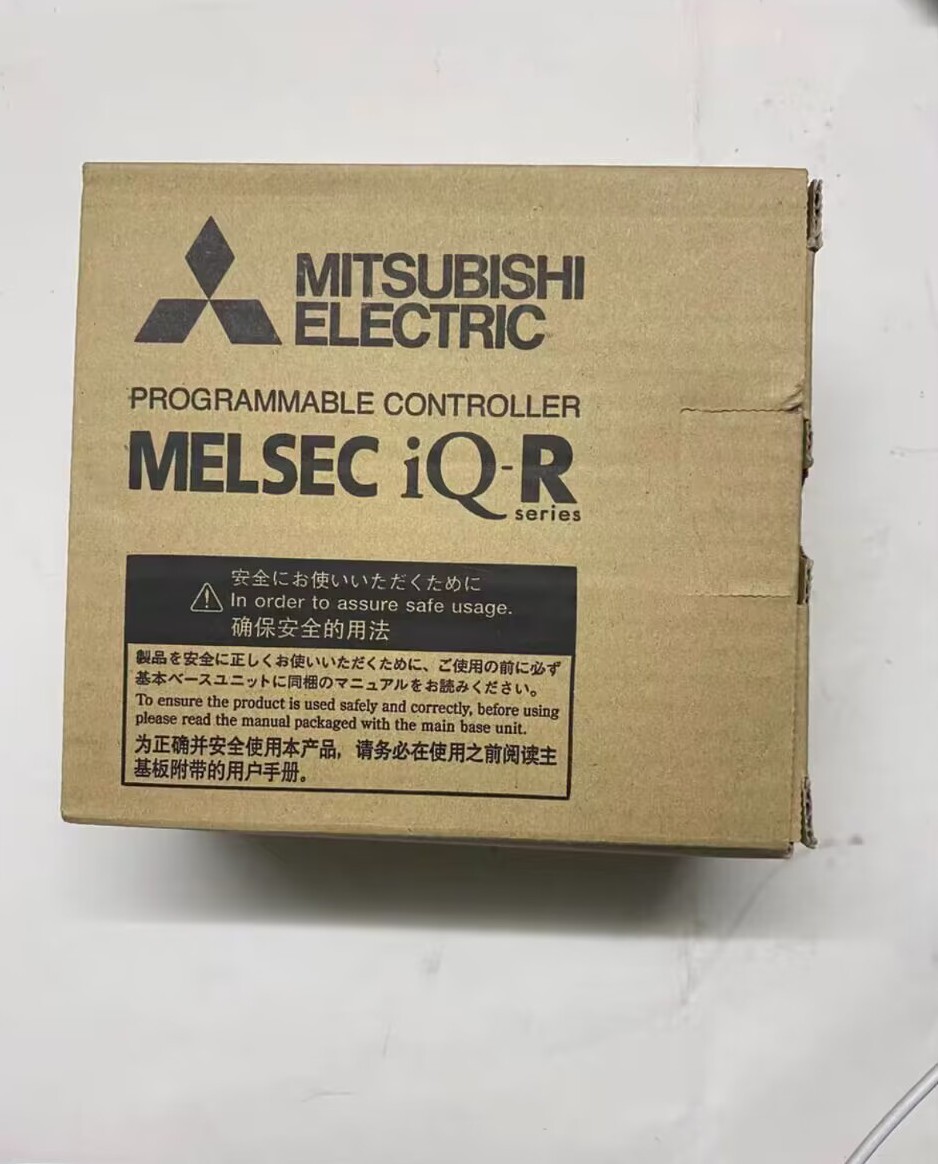 MITSUBISHI
ELECTRIC
PROGRAMMABLE CONTROLLER
MELSEC iQ-R
series
安全にお使いいただくために
In order to assure safe usage.
确保安全的用法
製品を安全に正しくお使いいただくために、ご使用の前に必ず
基本ベースユニットに同梱のマニュアルをお読みください。
To ensure the product is used safely and correctly, before using
please read the manual packaged with the main base unit.
为正确并安全使用本产品，请务必在使用之前阅读主
基板附带的用户手册。